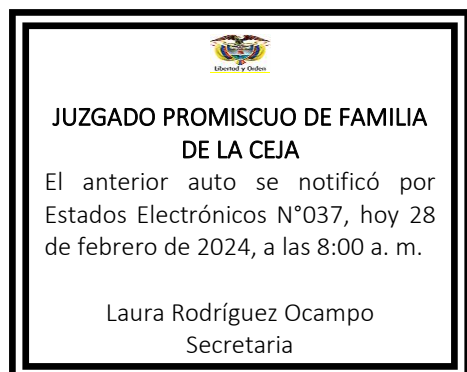 Libertad y Orden
JUZGADO PROMISCUO DE FAMILIA
DE LA CEJA
El anterior auto se notificó por
Estados Electrónicos N°037, hoy 28
de febrero de 2024, a las 8:00 a. m.
Laura Rodríguez Ocampo
Secretaria